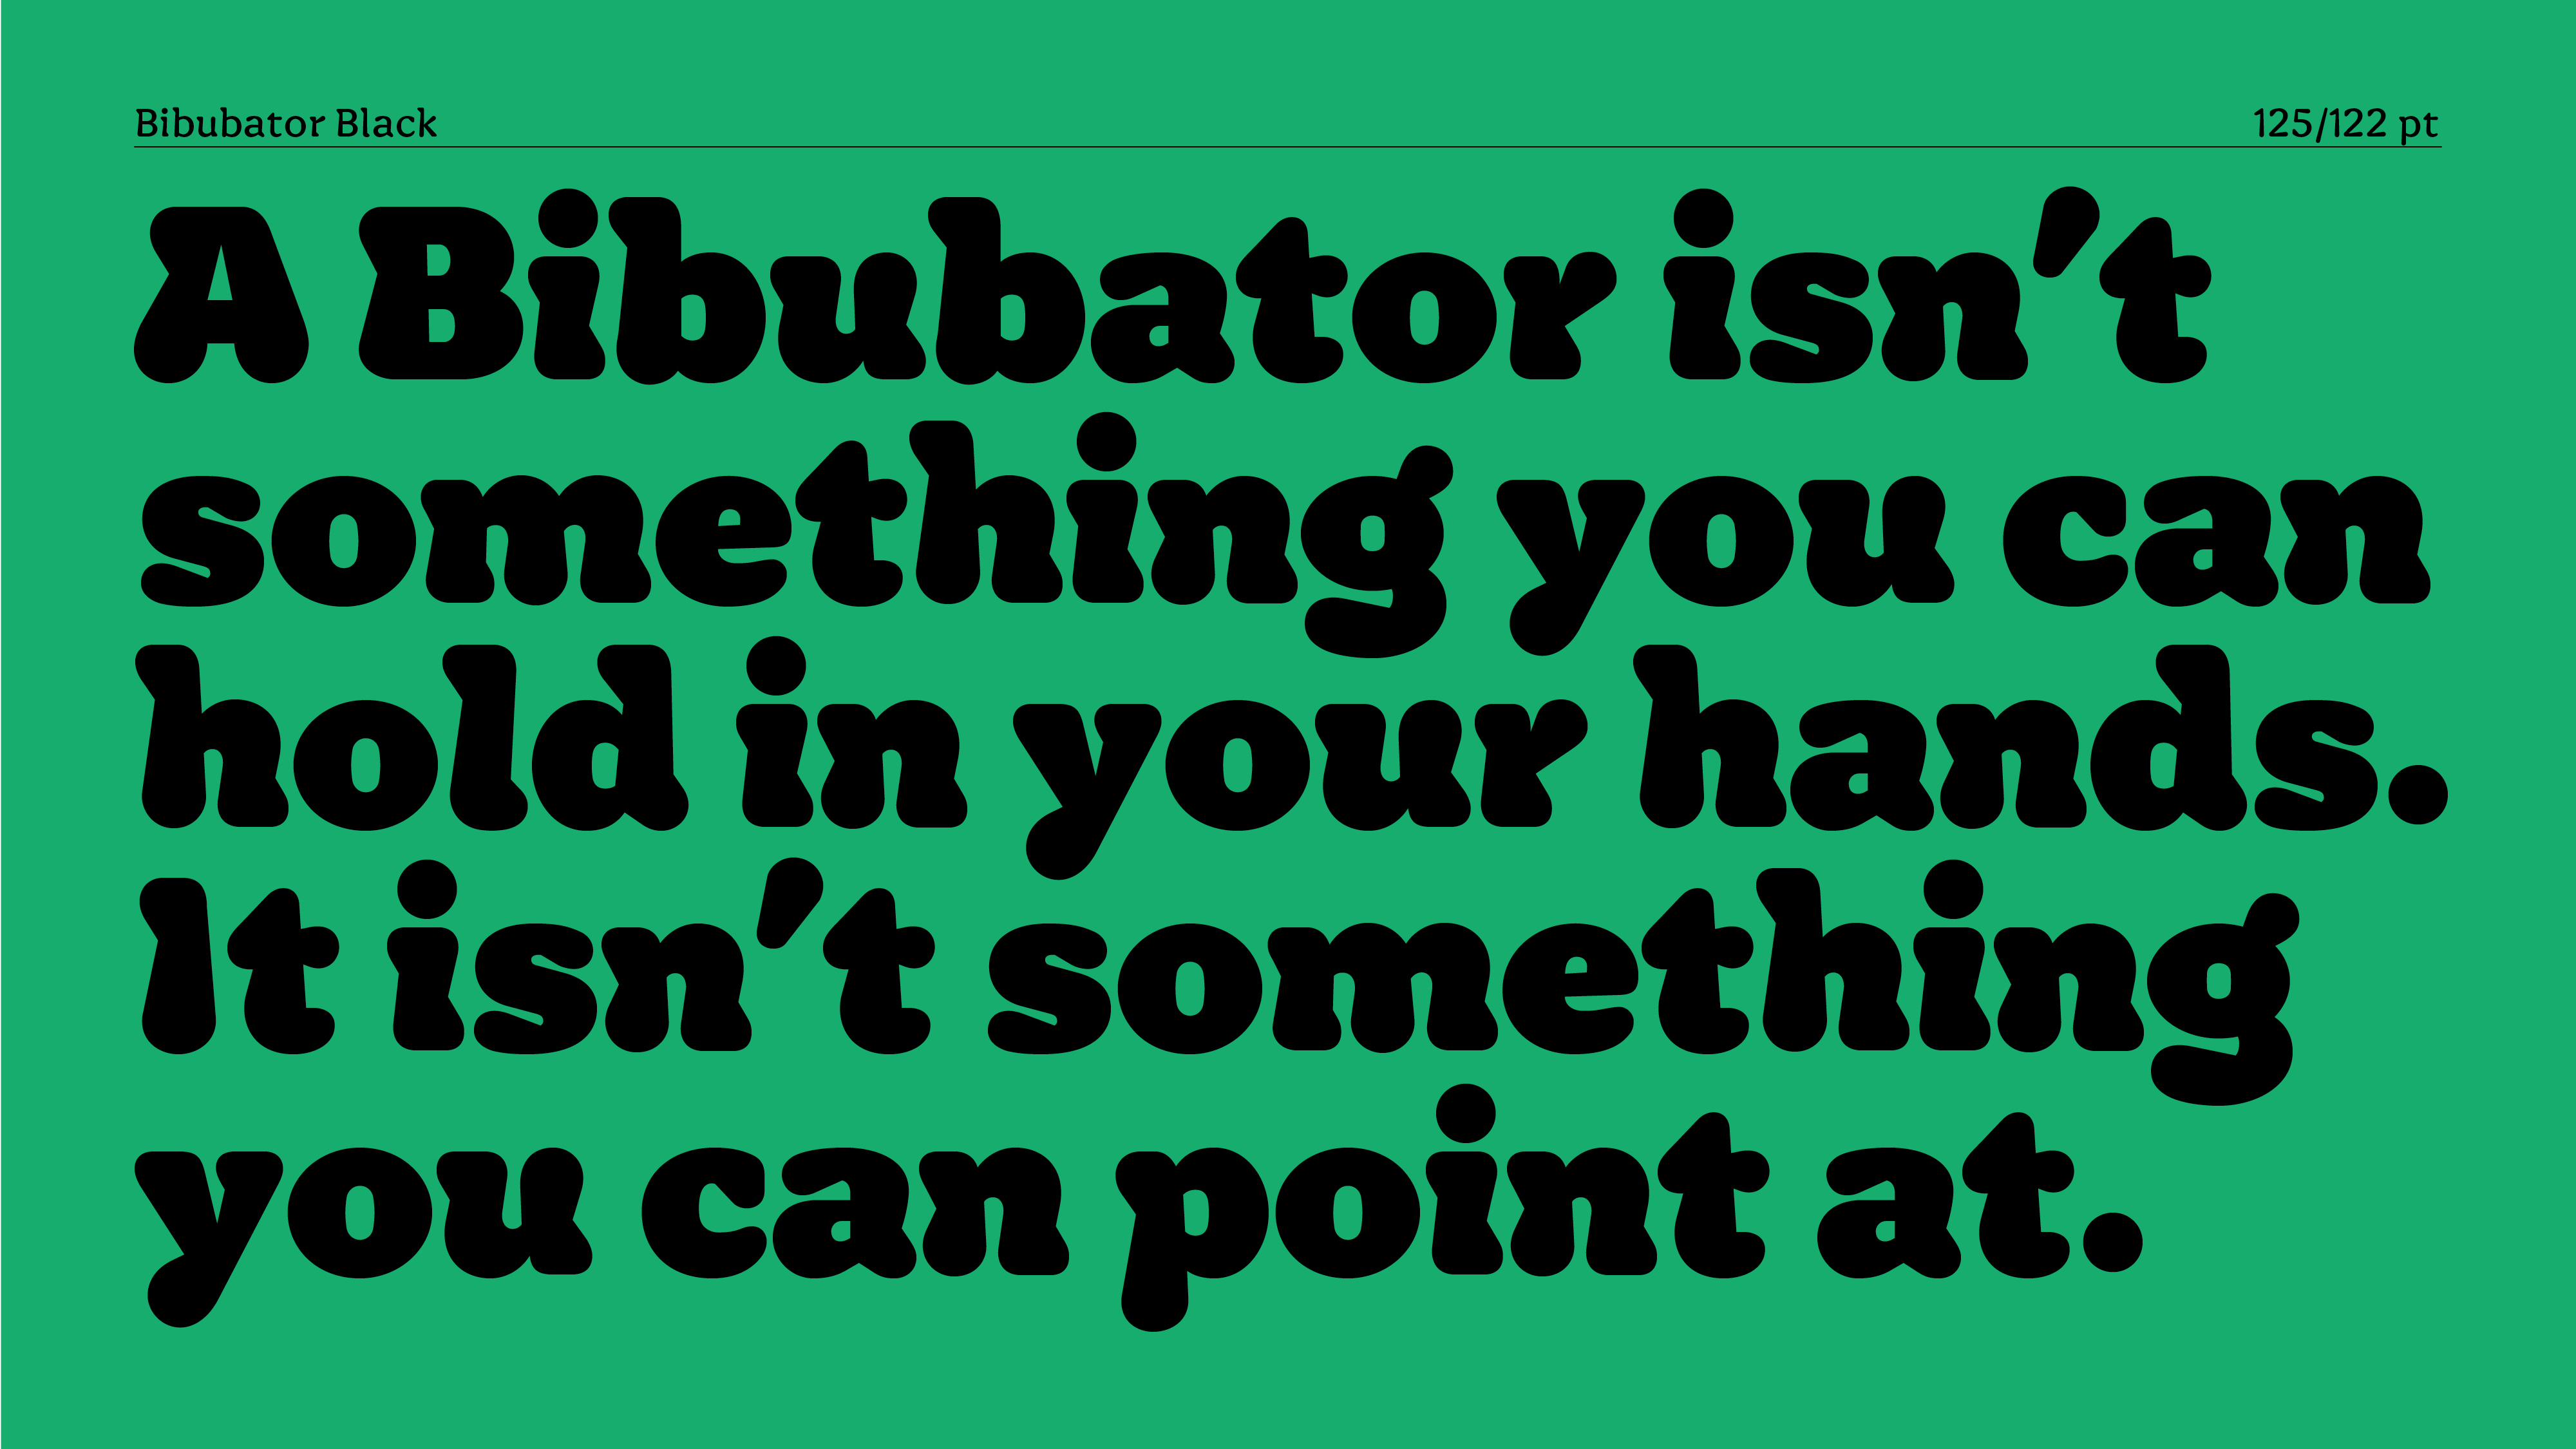 Bibubator Black
125/122 pt
A Bibubator isn’t
something you can
hold in your hands.
It isn’t something
you can point at.